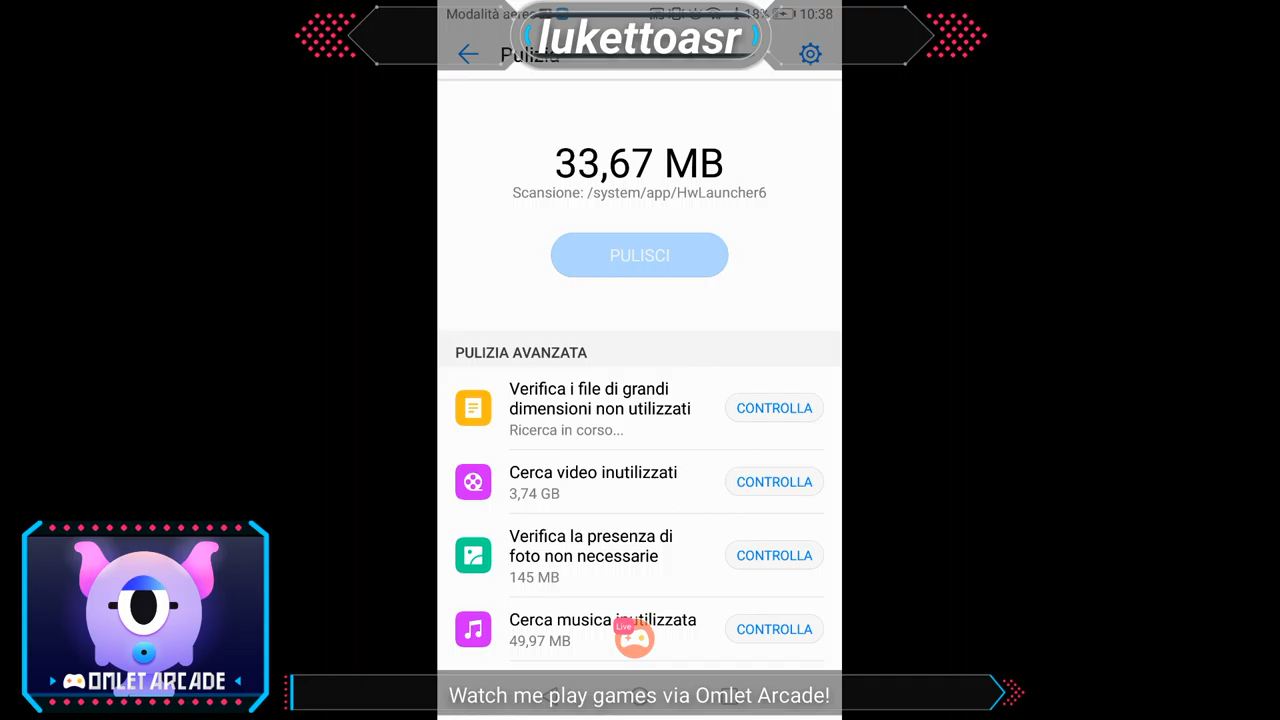 Modalità aerea
18% 10:38
lukettoasr
Pulizia
33,67 MB
Scansione: /system/app/HwLauncher6
PULISCI
PULIZIA AVANZATA
Verifica i file di grandi
dimensioni non utilizzati
Ricerca in corso...
CONTROLLA
Cerca video inutilizzati
3,74 GB
CONTROLLA
Verifica la presenza di
foto non necessarie
145 MB
CONTROLLA
Cerca musica inutilizzata
49,97 MB
CONTROLLA
Live
OMLET ARCADE
Watch me play games via Omlet Arcade!